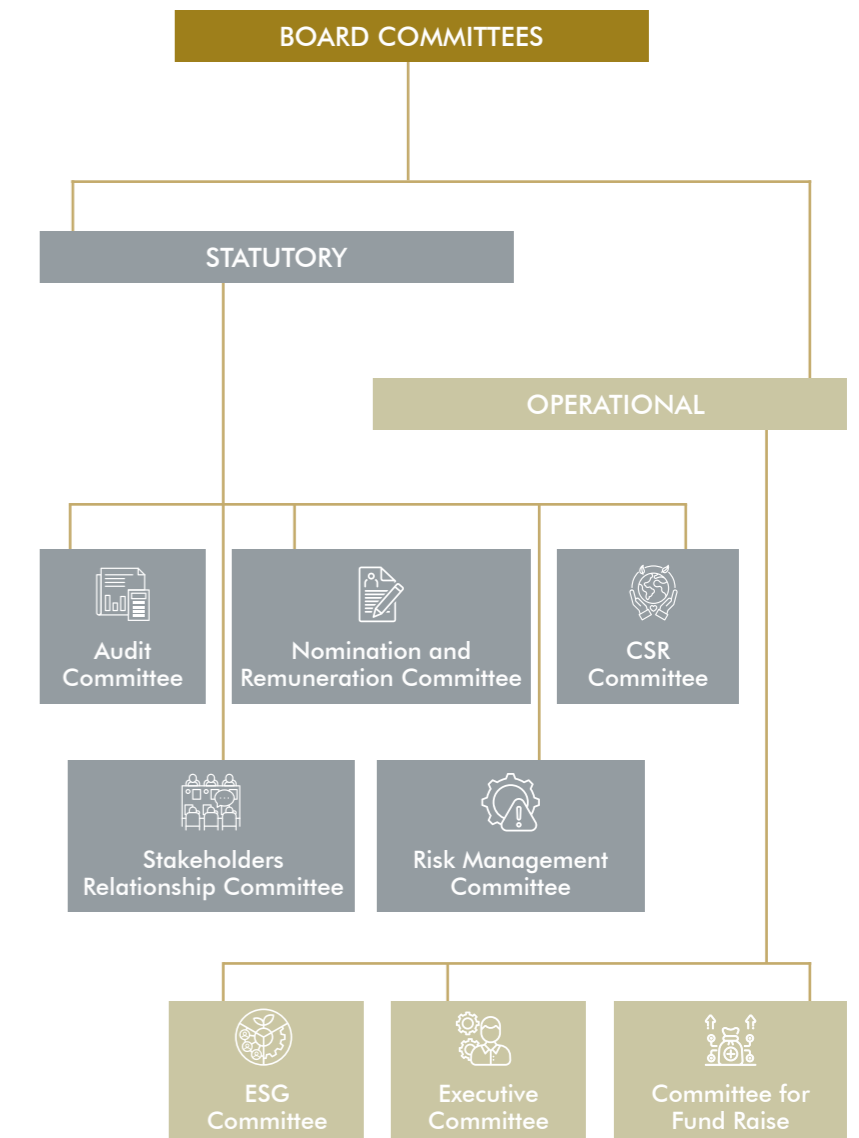 BOARD COMMITTEES
STATUTORY
OPERATIONAL
Audit
Committee
Nomination and
Remuneration Committee
CSR
Committee
Stakeholders
Relationship Committee
Risk Management
Committee
ESG
Committee
Executive
Committee
Committee for
Fund Raise